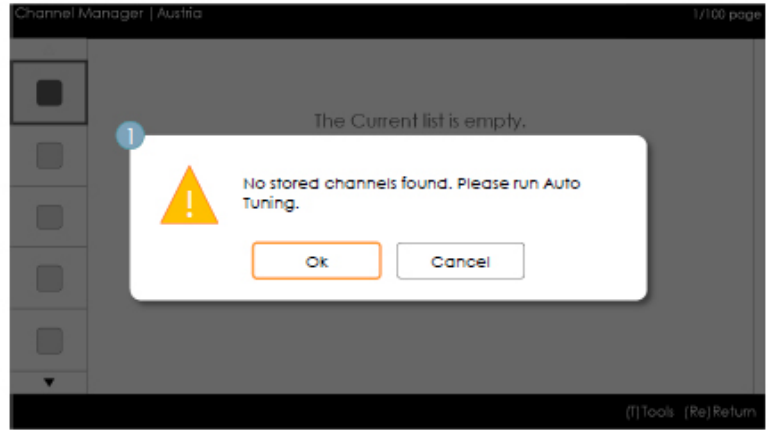 Channel Manager | Austria
1/100 page
The Current list is empty.
1
No stored channels found. Please run Auto
Tuning.
Ok
Cancel
(T)Tools (Re)Return